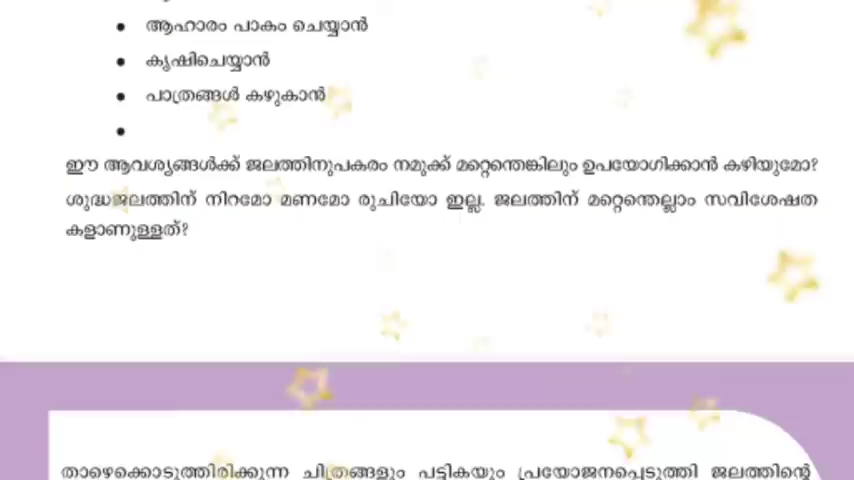 • ആഹാരം പാകം ചെയ്യാൻ
• കൃഷിചെയ്യാൻ
• പാത്രങ്ങൾ കഴുകാൻ
•
ഈ ആവശ്യങ്ങൾക്ക് ജലത്തിനുപകരം നമുക്ക് മറ്റെന്തെങ്കിലും ഉപയോഗിക്കാൻ കഴിയുമോ?
ശുദ്ധജലത്തിന് നിറമോ മണമോ രുചിയോ ഇല്ല. ജലത്തിന് മറ്റെന്തെല്ലാം സവിശേഷത
കളാണുള്ളത്?
താഴെക്കൊടുത്തിരിക്കുന്ന ചിത്രങ്ങളും പട്ടികയും പ്രയോജനപ്പെടുത്തി ജലത്തിന്റെ